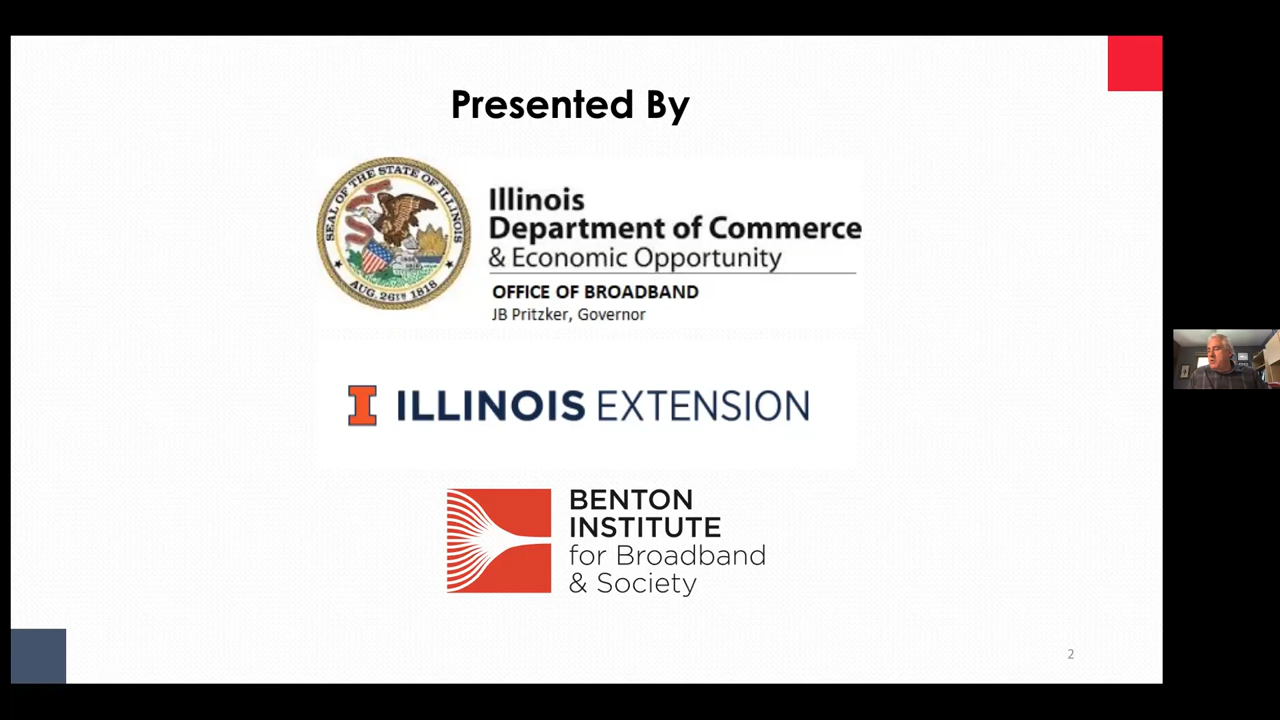 Presented By
SEAL OF THE STATE OF ILLINOIS
AUG. 26TH 1818
Illinois
Department of Commerce
& Economic Opportunity
OFFICE OF BROADBAND
JB Pritzker, Governor
I ILLINOIS EXTENSION
BENTON
INSTITUTE
for Broadband
& Society
2